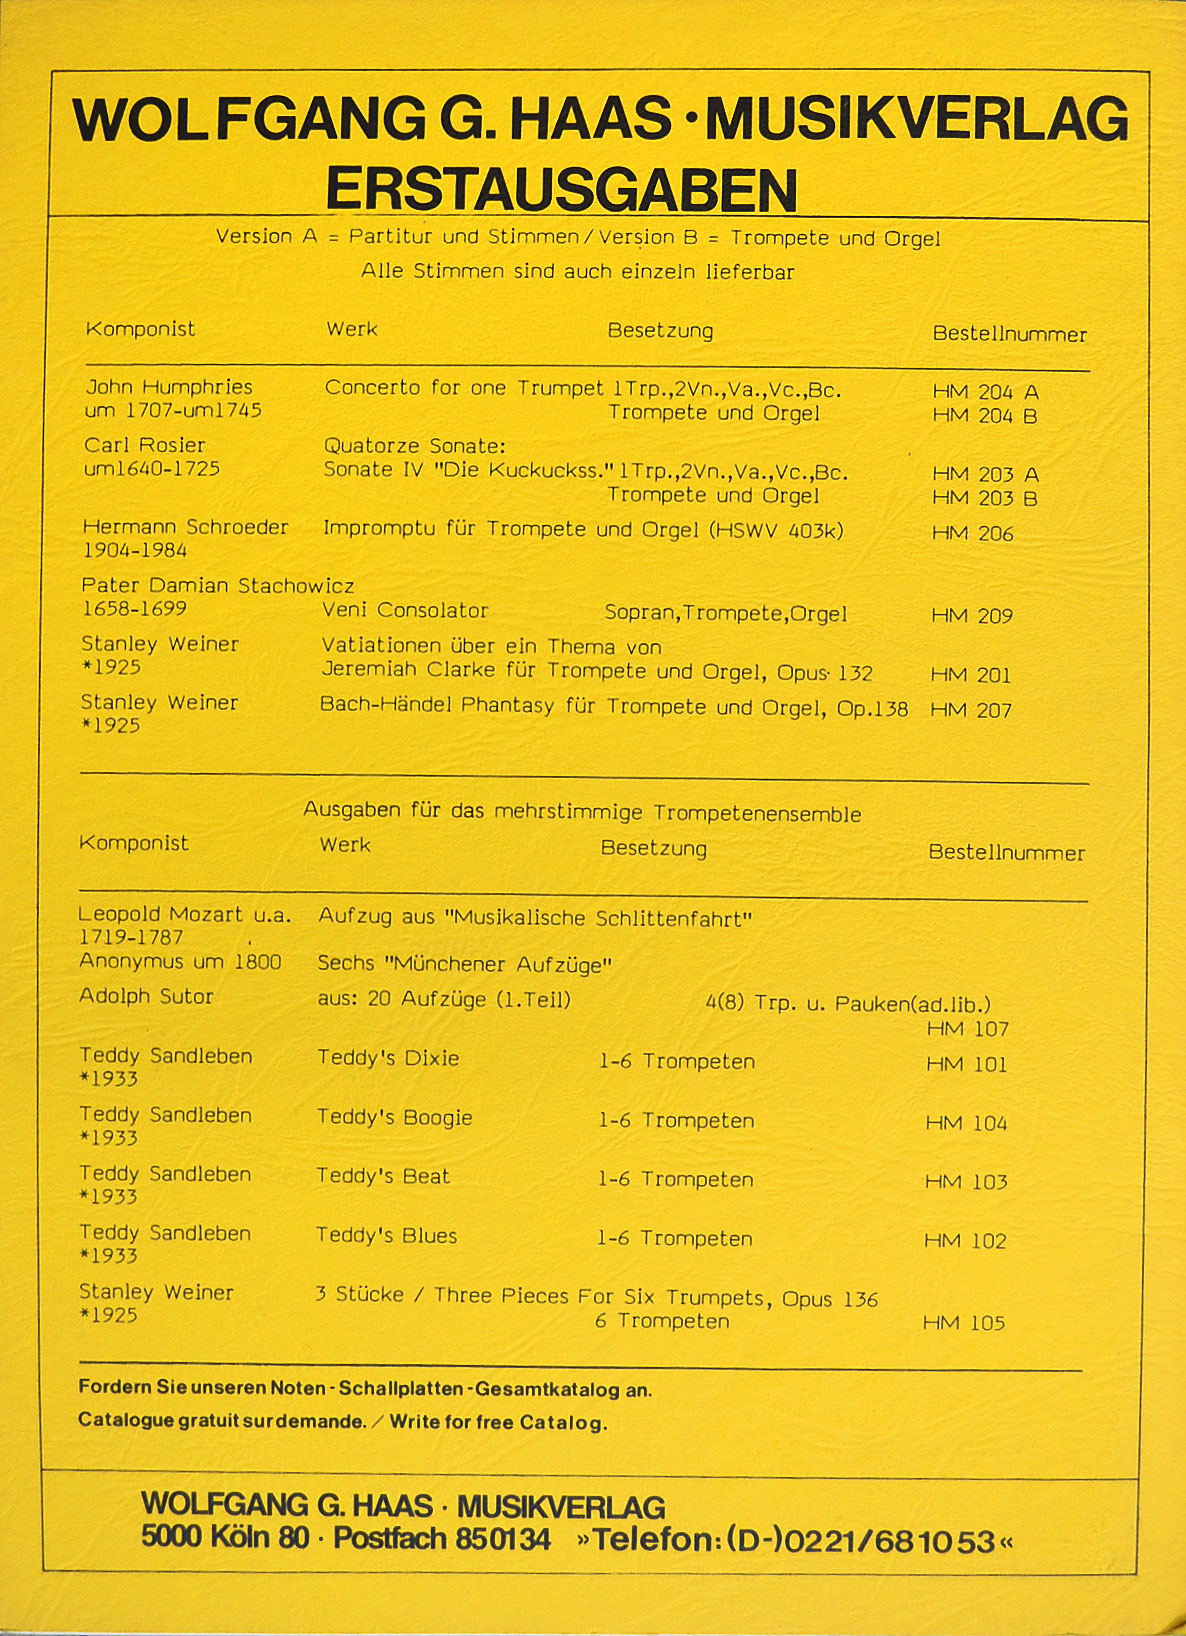 WOLFGANG G. HAAS · MUSIKVERLAG
ERSTAUSGABEN
Version A = Partitur und Stimmen / Version B = Trompete und Orgel
Alle Stimmen sind auch einzeln lieferbar
Komponist Werk Besetzung Bestellnummer
John Humphries Concerto for one Trumpet 1Trp.,2Vn.,Va.,Vc.,Bc. HM 204 A
um 1707-um1745 Trompete und Orgel HM 204 B
Carl Rosier Quatorze Sonate:
um1640-1725 Sonate IV "Die Kuckuckss." 1Trp.,2Vn.,Va.,Vc.,Bc. HM 203 A
Trompete und Orgel HM 203 B
Hermann Schroeder Impromptu für Trompete und Orgel (HSWV 403k) HM 206
1904-1984
Pater Damian Stachowicz
1658-1699 Veni Consolator Sopran,Trompete,Orgel HM 209
Stanley Weiner Vatiationen über ein Thema von
*1925 Jeremiah Clarke für Trompete und Orgel, Opus 132 HM 201
Stanley Weiner Bach-Händel Phantasy für Trompete und Orgel, Op.138 HM 207
*1925
Ausgaben für das mehrstimmige Trompetenensemble
Komponist Werk Besetzung Bestellnummer
Leopold Mozart u.a. Aufzug aus "Musikalische Schlittenfahrt"
1719-1787
Anonymus um 1800 Sechs "Münchener Aufzüge"
Adolph Sutor aus: 20 Aufzüge (1.Teil) 4(8) Trp. u. Pauken(ad.lib.)
HM 107
Teddy Sandleben Teddy's Dixie 1-6 Trompeten HM 101
*1933
Teddy Sandleben Teddy's Boogie 1-6 Trompeten HM 104
*1933
Teddy Sandleben Teddy's Beat 1-6 Trompeten HM 103
*1933
Teddy Sandleben Teddy's Blues 1-6 Trompeten HM 102
*1933
Stanley Weiner 3 Stücke / Three Pieces For Six Trumpets, Opus 136
*1925 6 Trompeten HM 105
Fordern Sie unseren Noten - Schallplatten - Gesamtkatalog an.
Catalogue gratuit sur demande. / Write for free Catalog.
WOLFGANG G. HAAS · MUSIKVERLAG
5000 Köln 80 · Postfach 850134 »Telefon: (D-)0221/681053«